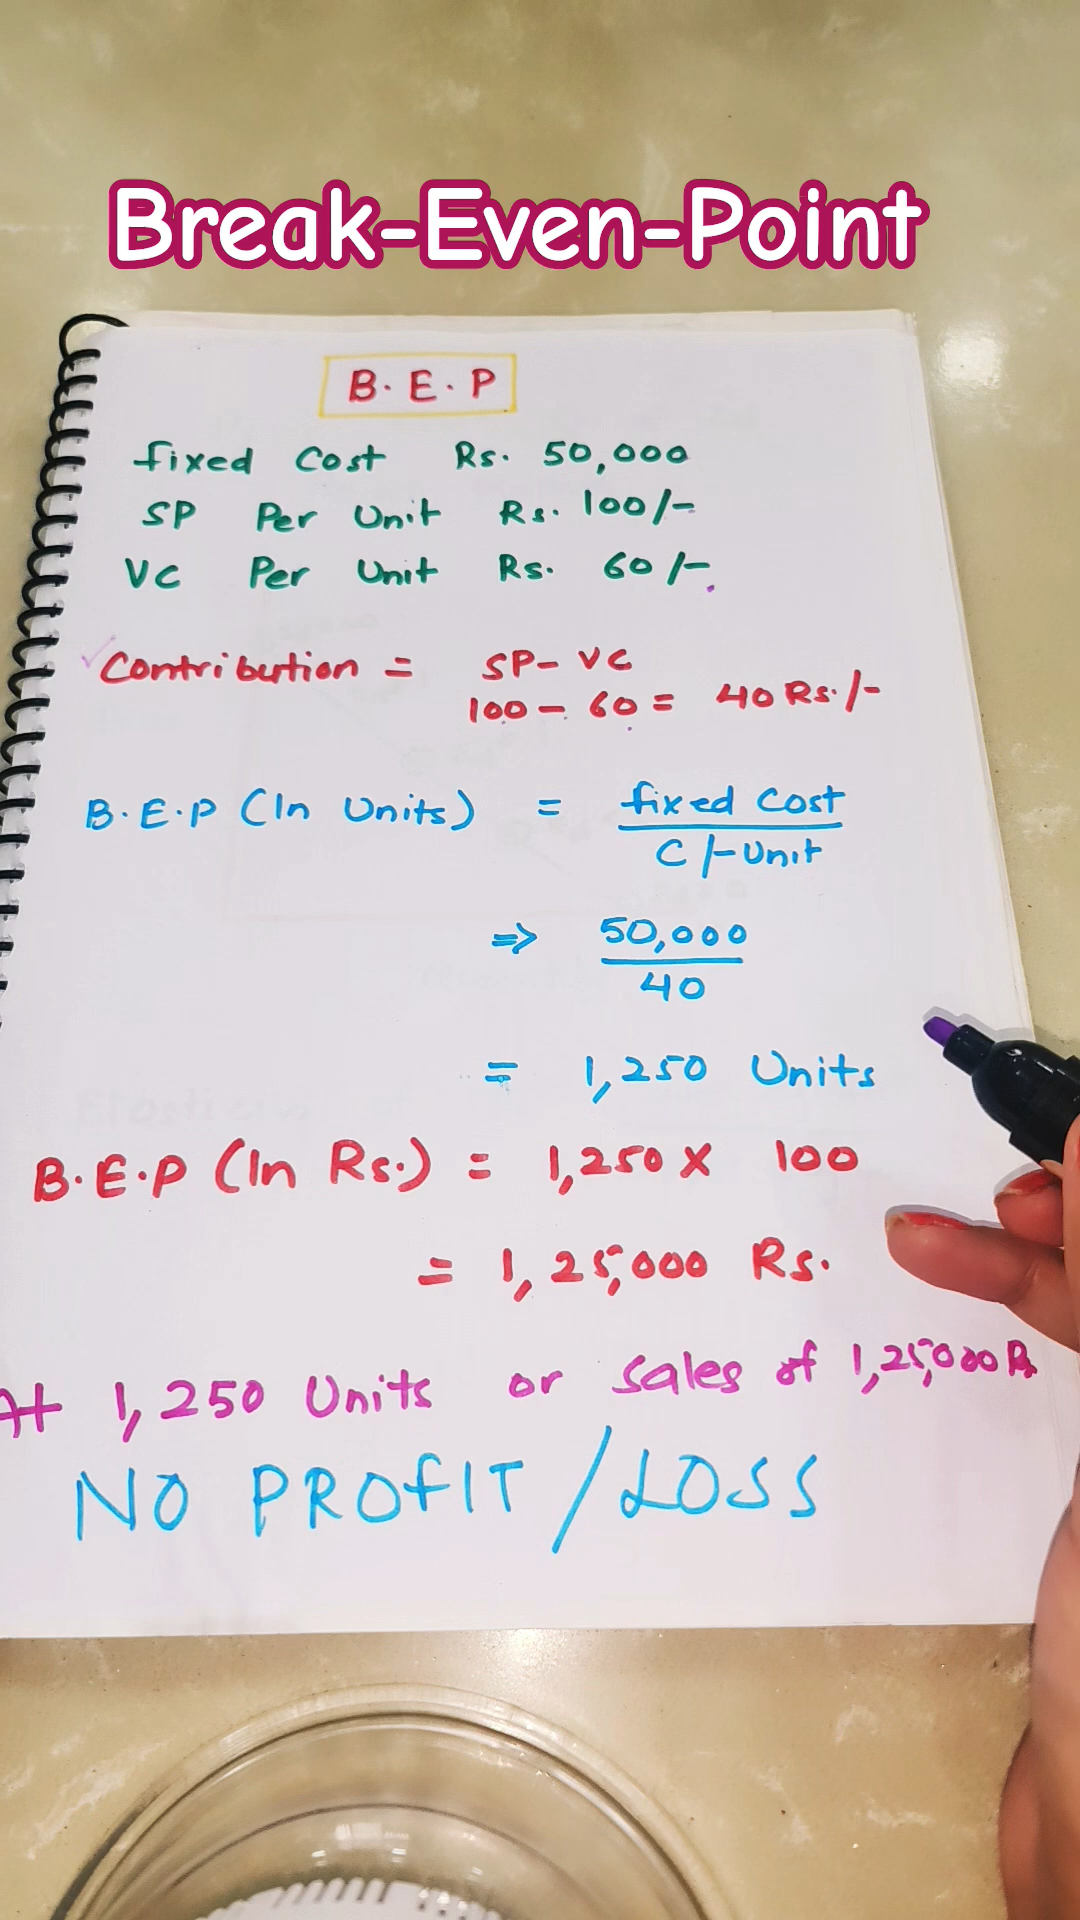 Break-Even-Point
B.E.P
fixed Cost Rs. 50,000
SP Per Unit Rs. 100/-
VC Per Unit Rs. 60/-
Contribution = SP- VC
100 - 60 = 40 Rs./-
B.E.P (In Units) = fixed Cost
C/-Unit
⇒ 50,000
40
= 1,250 Units
B.E.P (In Rs.) = 1,250 X 100
= 1,25,000 Rs.
At 1,250 Units or Sales of 1,25,000 Rs
NO PROfIT / LOSS